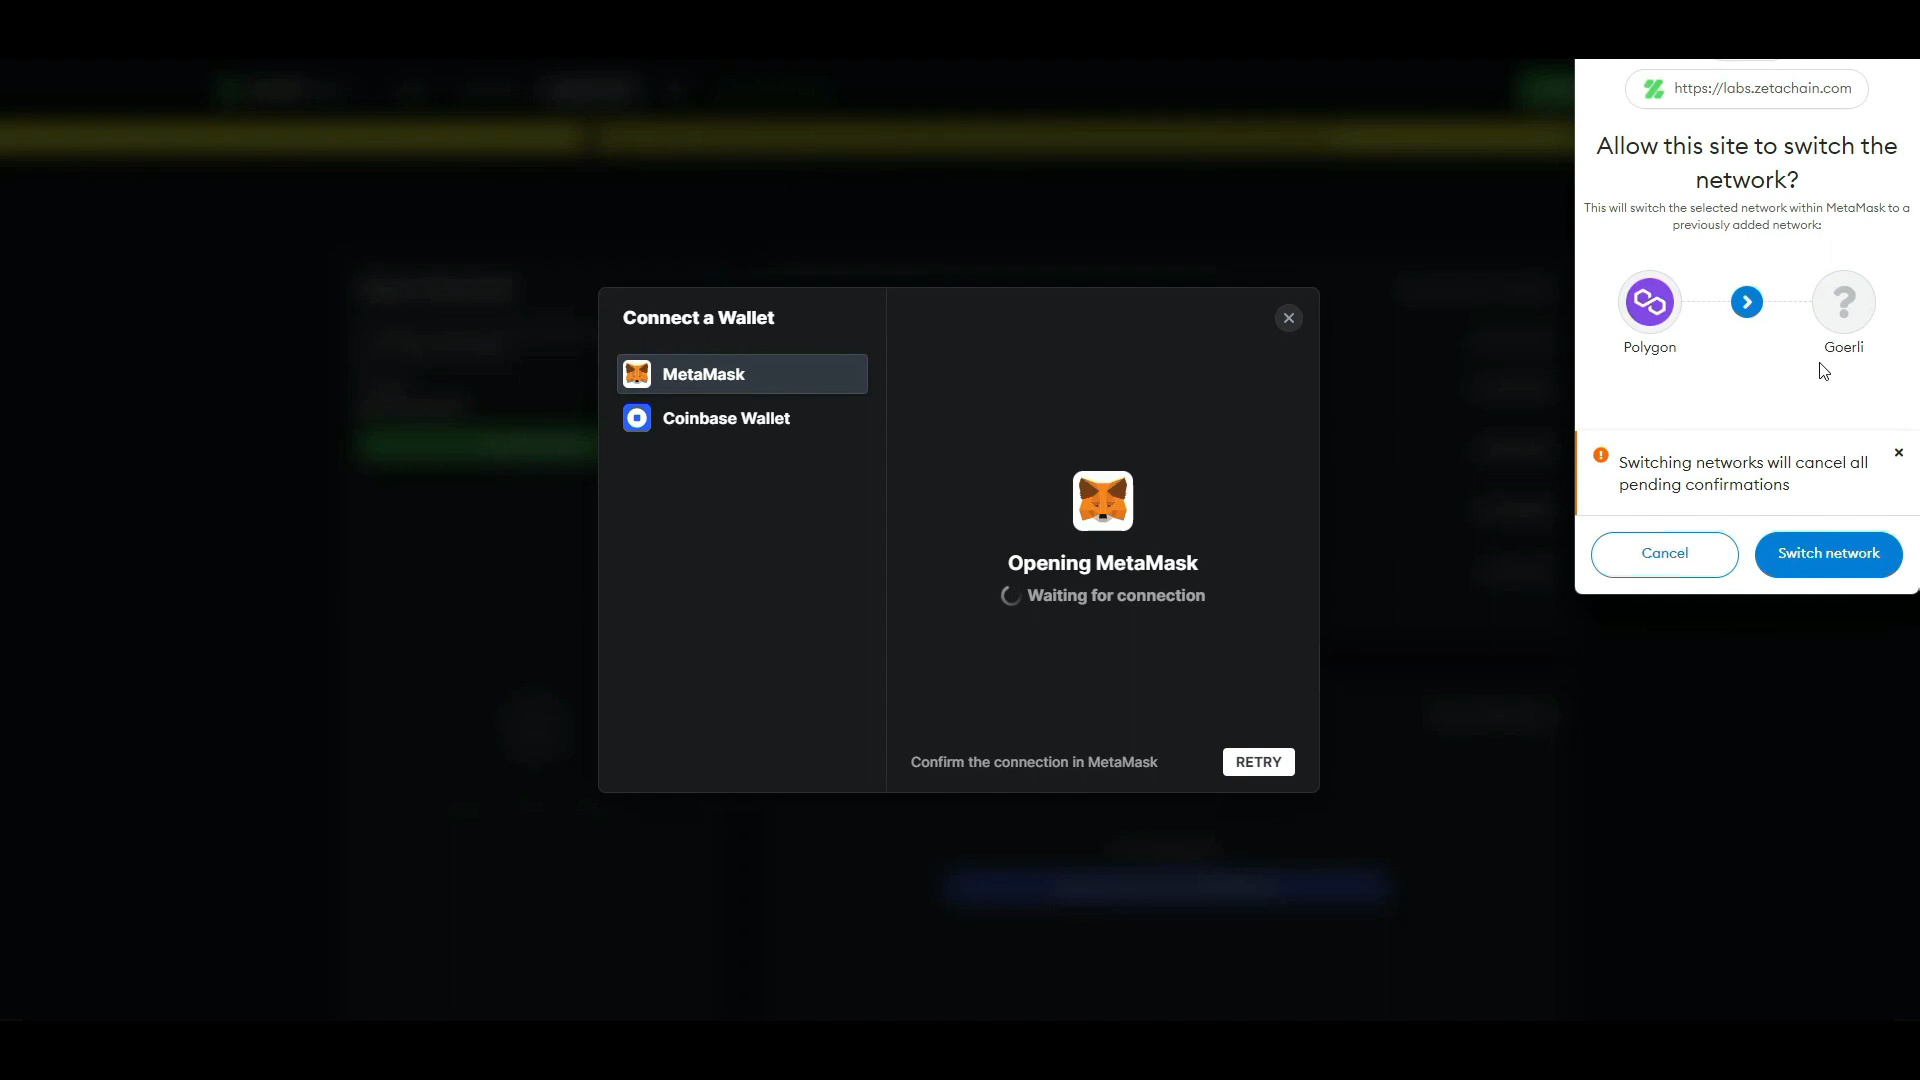 https://labs.zetachain.com
Allow this site to switch the
network?
This will switch the selected network within MetaMask to a
previously added network:
Polygon
Goerli
Switching networks will cancel all
pending confirmations
Cancel
Switch network
Connect a Wallet
MetaMask
Coinbase Wallet
Opening MetaMask
Waiting for connection
Confirm the connection in MetaMask
RETRY